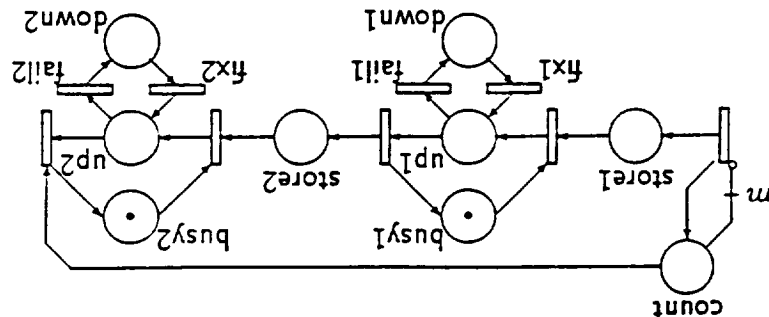 count
busy1
busy2
m
store1
up1
store2
up2
fix1
fail1
fix2
fail2
down1
down2